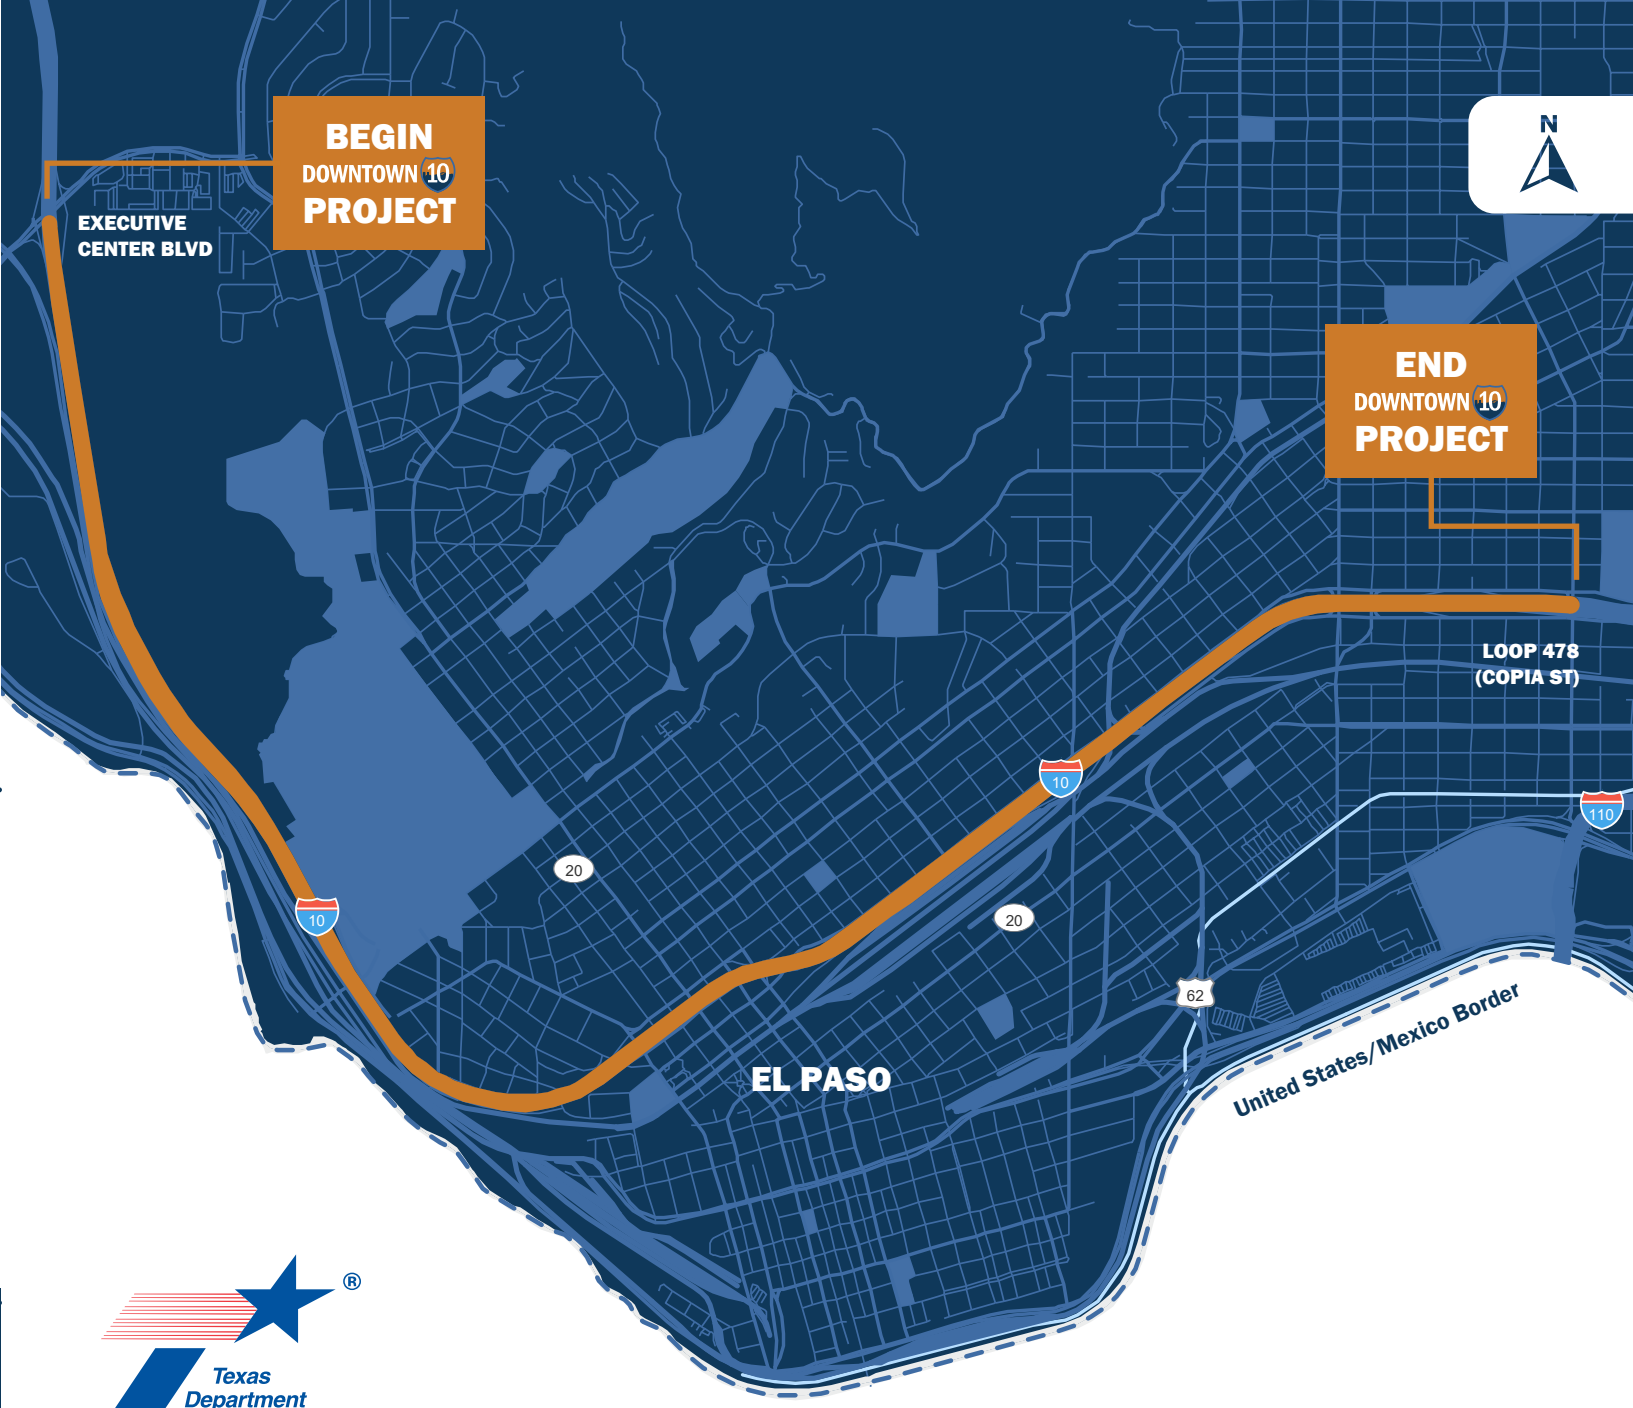 BEGIN
DOWNTOWN 10
PROJECT
EXECUTIVE
CENTER BLVD
N
END
DOWNTOWN 10
PROJECT
LOOP 478
(COPIA ST)
10
110
20
10
20
62
EL PASO
United States/Mexico Border
®
Texas
Department